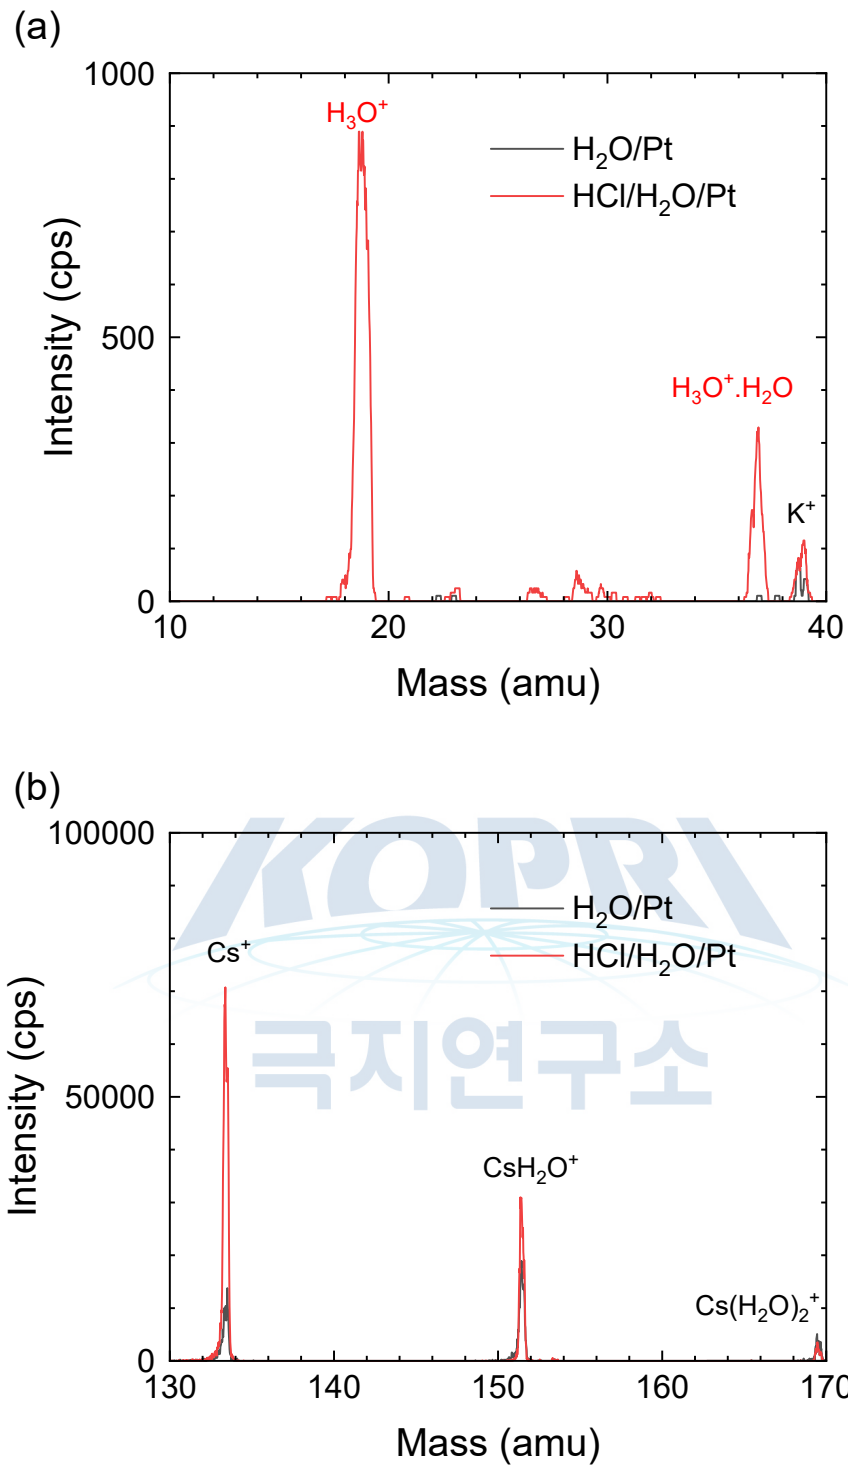 (a)
1000
500
0
Intensity (cps)
H₃O⁺
H₂O/Pt
HCl/H₂O/Pt
H₃O⁺.H₂O
K⁺
10 20 30 40
Mass (amu)
(b)
KOPRI
극지연구소
100000
50000
0
Intensity (cps)
H₂O/Pt
HCl/H₂O/Pt
Cs⁺
CsH₂O⁺
Cs(H₂O)₂⁺
130 140 150 160 170
Mass (amu)